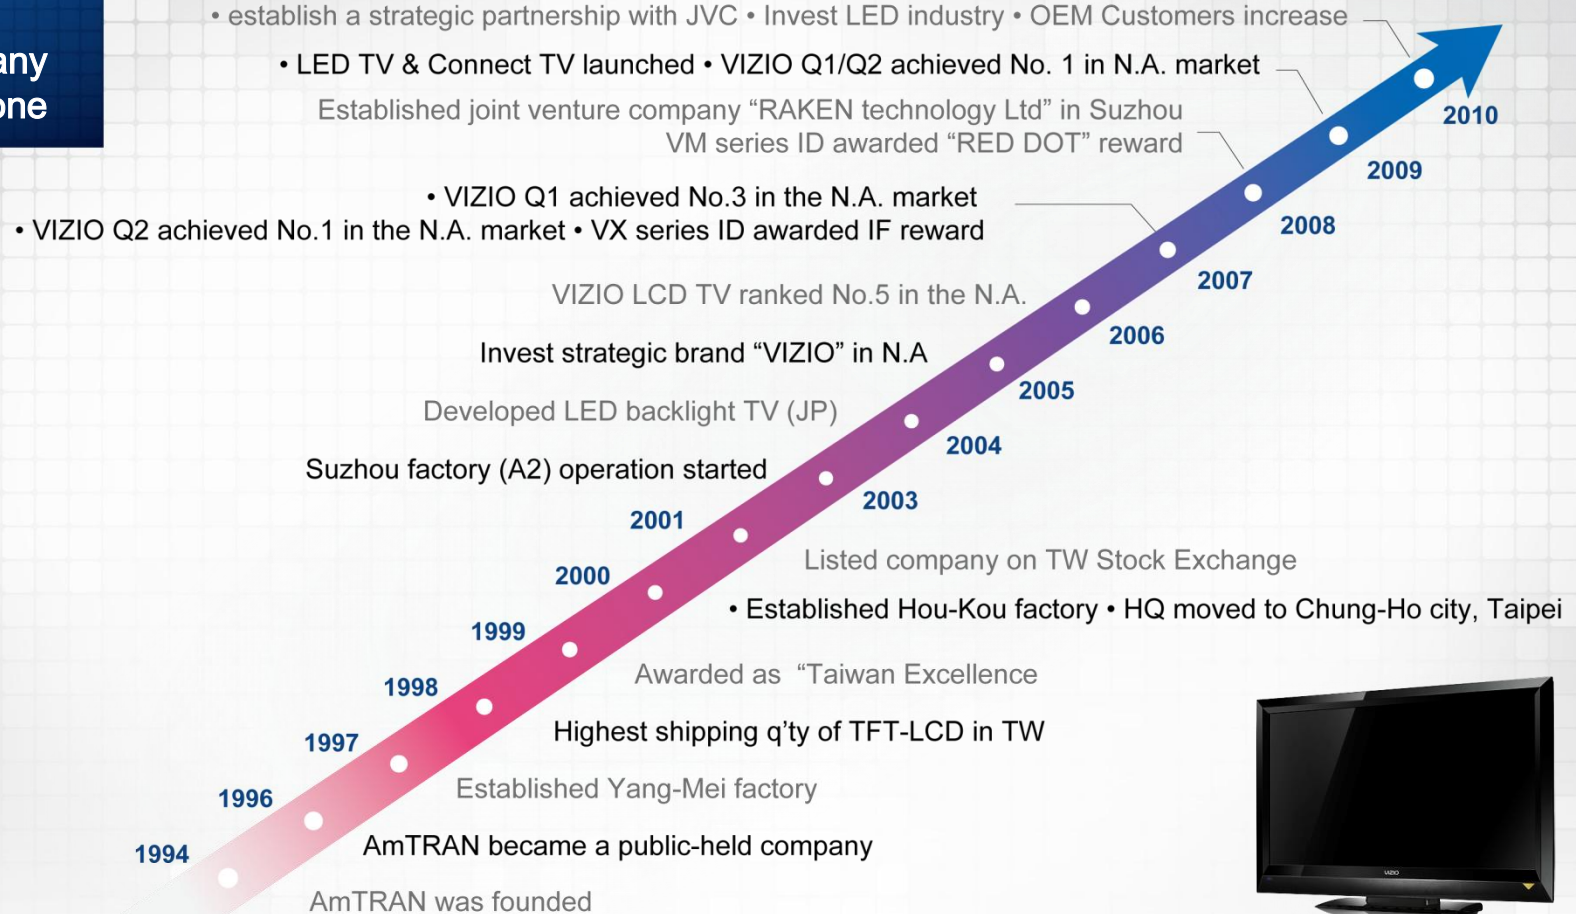 any
one
• establish a strategic partnership with JVC • Invest LED industry • OEM Customers increase
• LED TV & Connect TV launched • VIZIO Q1/Q2 achieved No. 1 in N.A. market
2010
Established joint venture company “RAKEN technology Ltd” in Suzhou
VM series ID awarded “RED DOT” reward
2009
• VIZIO Q1 achieved No.3 in the N.A. market
• VIZIO Q2 achieved No.1 in the N.A. market • VX series ID awarded IF reward
2008
2007
VIZIO LCD TV ranked No.5 in the N.A.
2006
Invest strategic brand “VIZIO” in N.A
2005
Developed LED backlight TV (JP)
2004
Suzhou factory (A2) operation started
2003
2001
Listed company on TW Stock Exchange
2000
• Established Hou-Kou factory • HQ moved to Chung-Ho city, Taipei
1999
Awarded as “Taiwan Excellence
1998
Highest shipping q’ty of TFT-LCD in TW
1997
Established Yang-Mei factory
1996
AmTRAN became a public-held company
1994
AmTRAN was founded
VIZIO